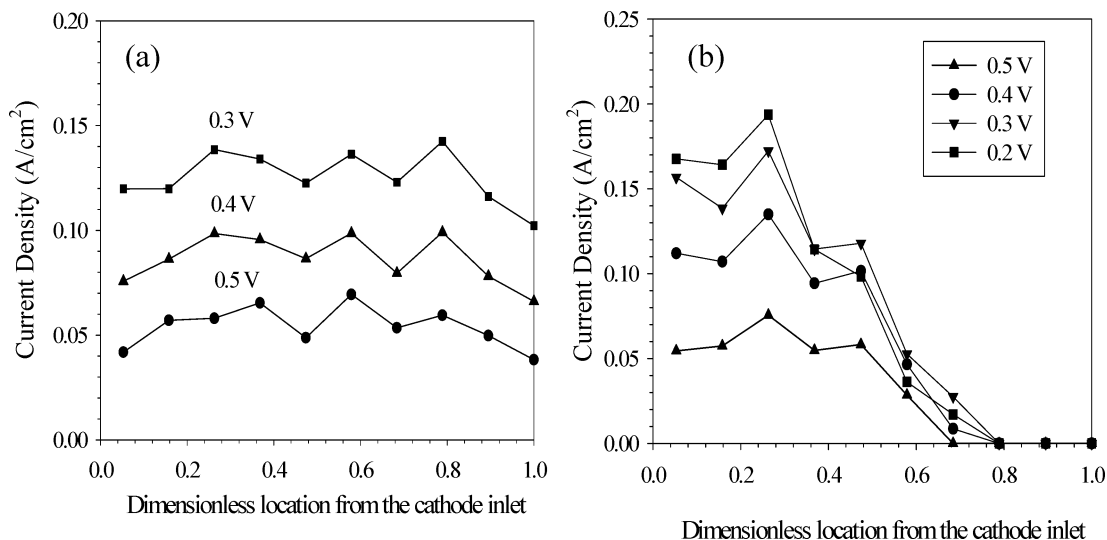 (a)
0.20
0.15
0.10
0.05
0.00
Current Density (A/cm²)
0.3 V
0.4 V
0.5 V
0.0 0.2 0.4 0.6 0.8 1.0
Dimensionless location from the cathode inlet
(b)
0.25
0.20
0.15
0.10
0.05
0.00
Current Density (A/cm²)
0.5 V
0.4 V
0.3 V
0.2 V
0.0 0.2 0.4 0.6 0.8 1.0
Dimensionless location from the cathode inlet